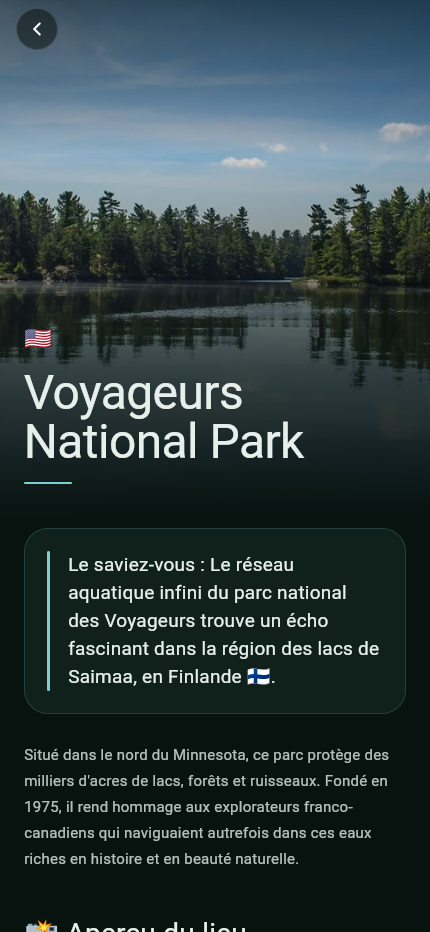 🇺🇸
Voyageurs
National Park
Le saviez-vous : Le réseau
aquatique infini du parc national
des Voyageurs trouve un écho
fascinant dans la région des lacs de
Saimaa, en Finlande 🇫🇮.
Situé dans le nord du Minnesota, ce parc protège des
milliers d'acres de lacs, forêts et ruisseaux. Fondé en
1975, il rend hommage aux explorateurs franco-
canadiens qui naviguaient autrefois dans ces eaux
riches en histoire et en beauté naturelle.
📸 Aperçu du lieu